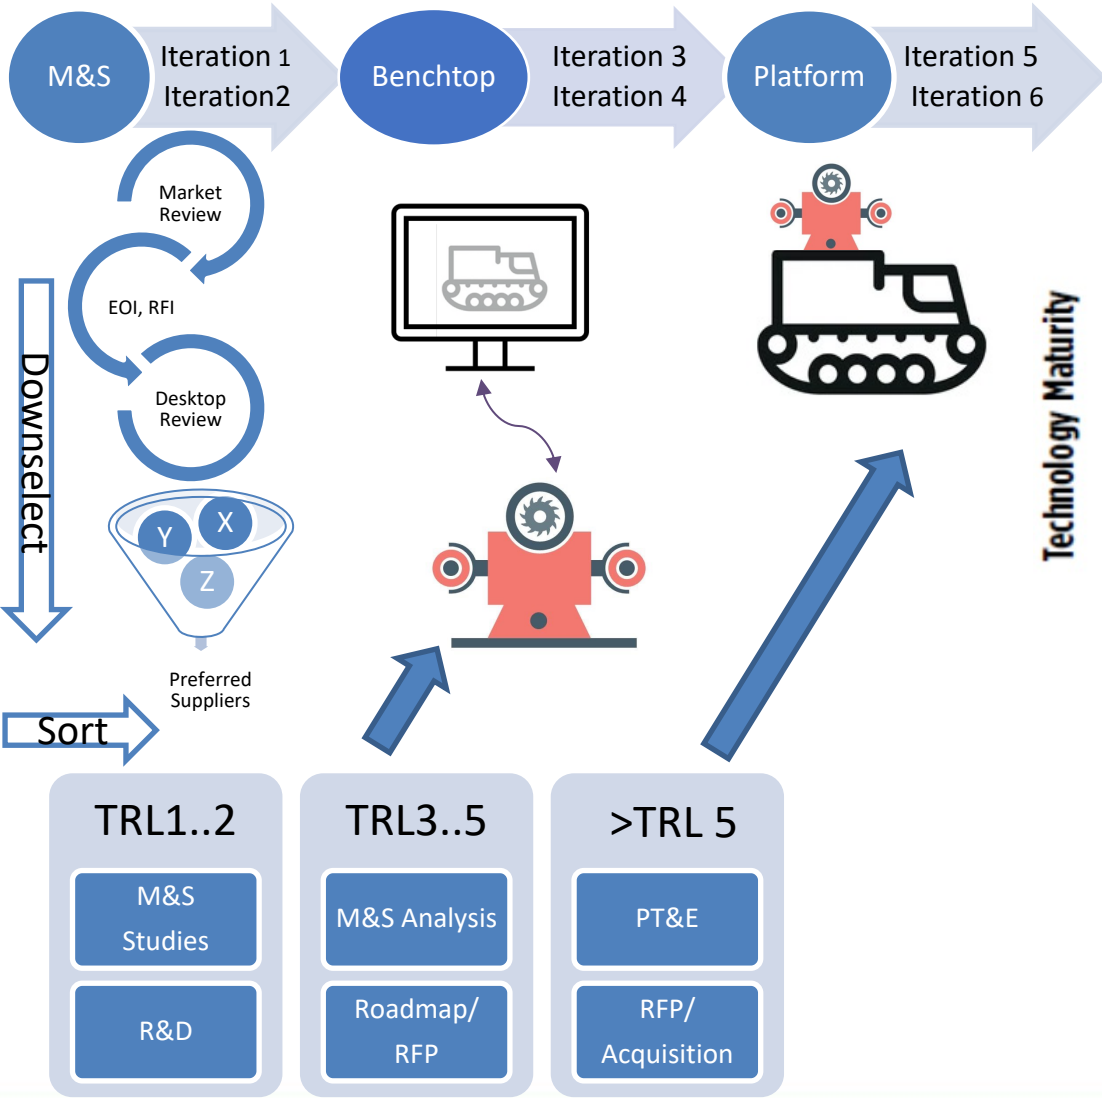 M&S
Iteration 1
Iteration2
Benchtop
Iteration 3
Iteration 4
Platform
Iteration 5
Iteration 6
Market
Review
EOI, RFI
Desktop
Review
Downselect
Y
X
Z
Preferred
Suppliers
Sort
Technology Maturity
TRL1..2
M&S
Studies
R&D
TRL3..5
M&S Analysis
Roadmap/
RFP
>TRL 5
PT&E
RFP/
Acquisition